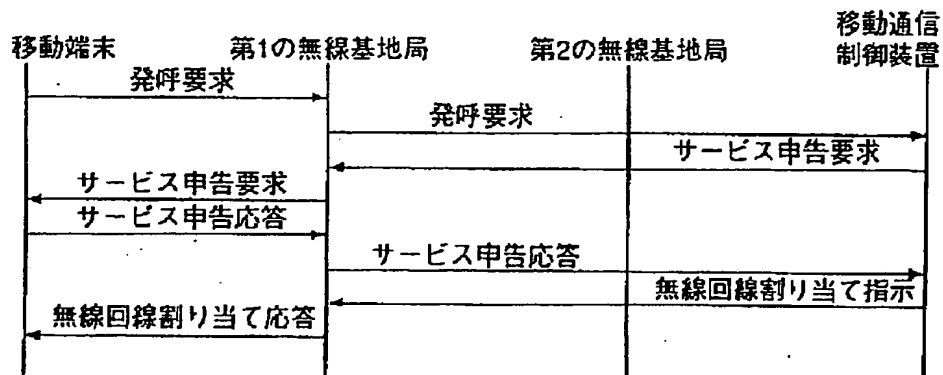 移動端末
第1の無線基地局
第2の無線基地局
移動通信
制御装置
発呼要求
発呼要求
サービス申告要求
サービス申告要求
サービス申告応答
サービス申告応答
無線回線割り当て指示
無線回線割り当て応答